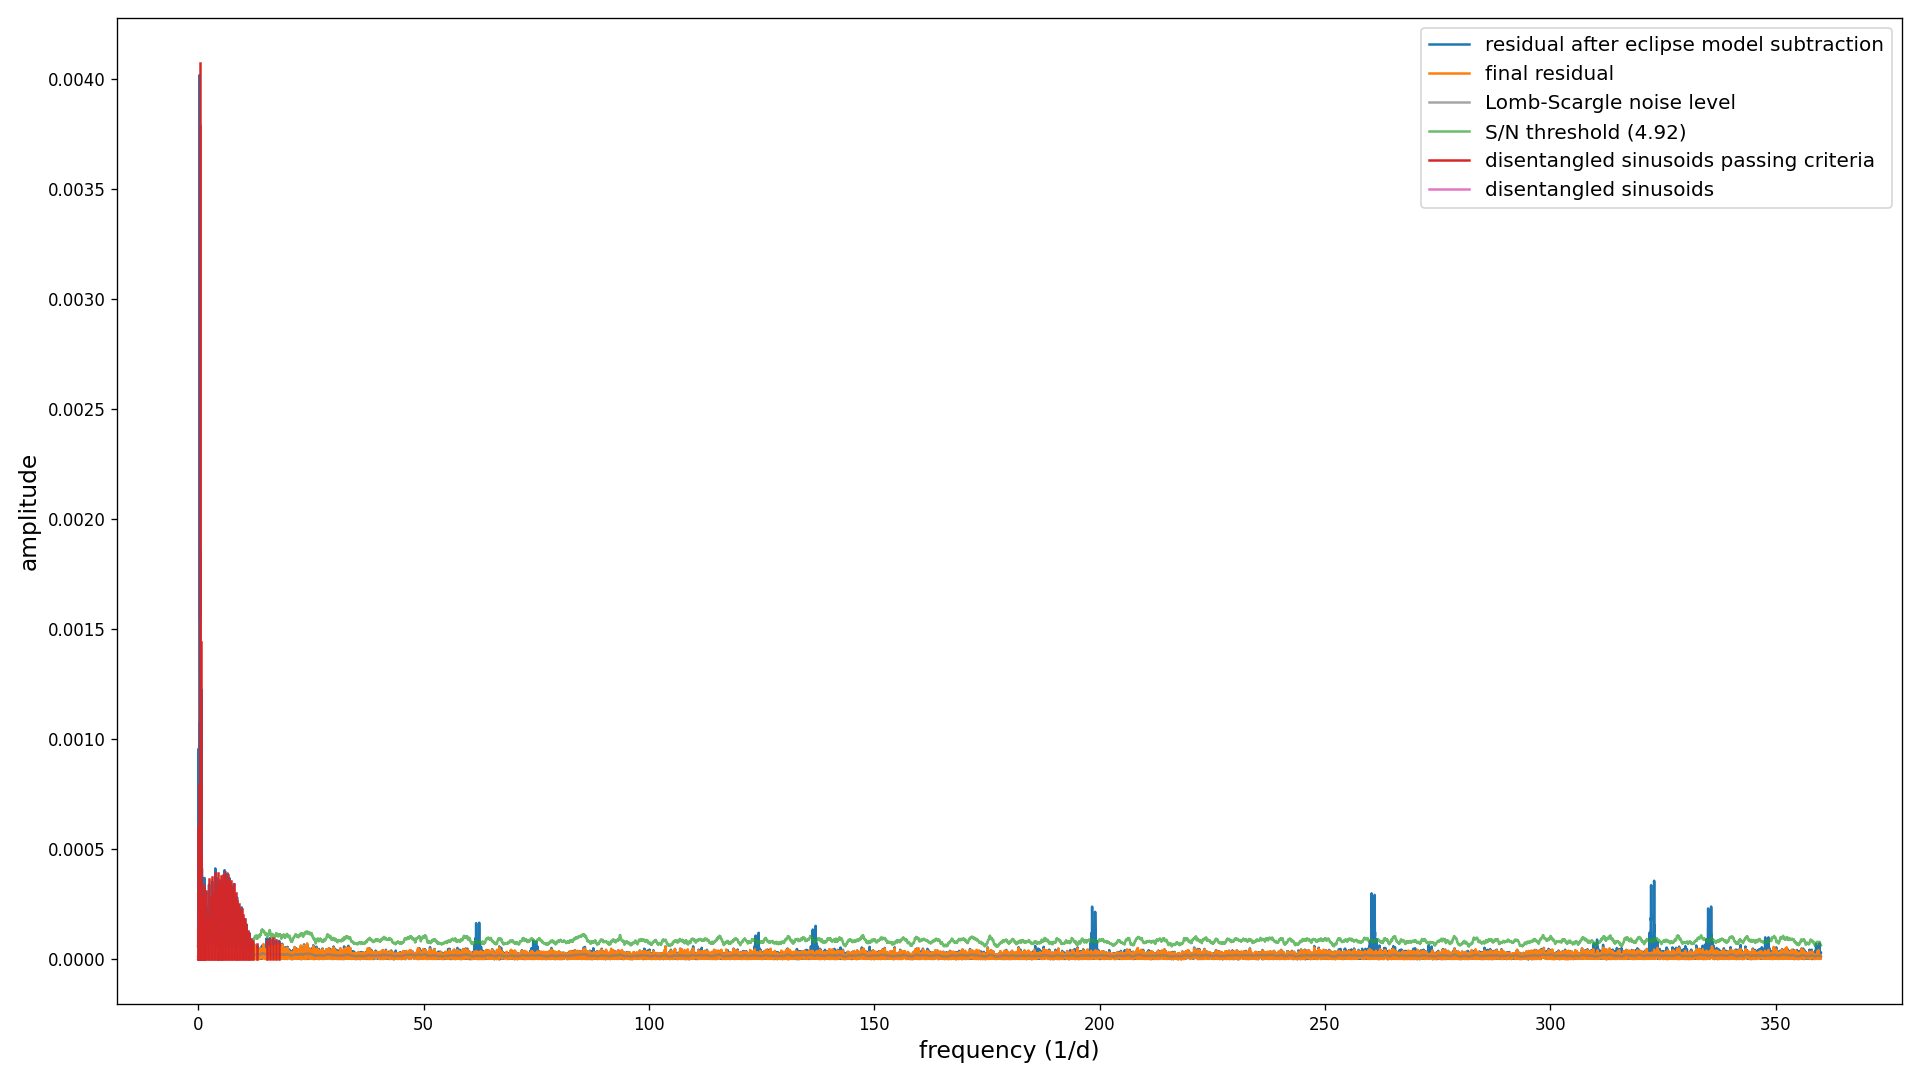 residual after eclipse model subtraction
final residual
Lomb-Scargle noise level
S/N threshold (4.92)
disentangled sinusoids passing criteria
disentangled sinusoids
amplitude
0.0040
0.0035
0.0030
0.0025
0.0020
0.0015
0.0010
0.0005
0.0000
0 50 100 150 200 250 300 350
frequency (1/d)